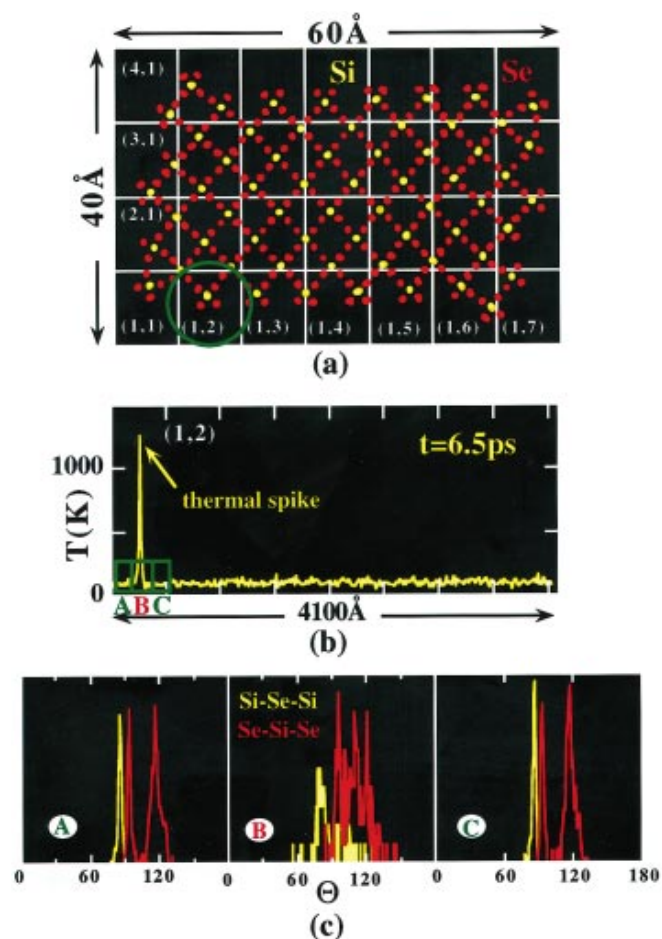 60Å
(4,1) Si Se
(3,1)
40Å
(2,1)
(1,1) (1,2) (1,3) (1,4) (1,5) (1,6) (1,7)
(a)
(1,2) t=6.5ps
1000
thermal spike
T(K)
0
A B C
4100Å
(b)
Si-Se-Si
Se-Si-Se
A B C
0 60 120 0 60 120 0 60 120 180
Θ
(c)